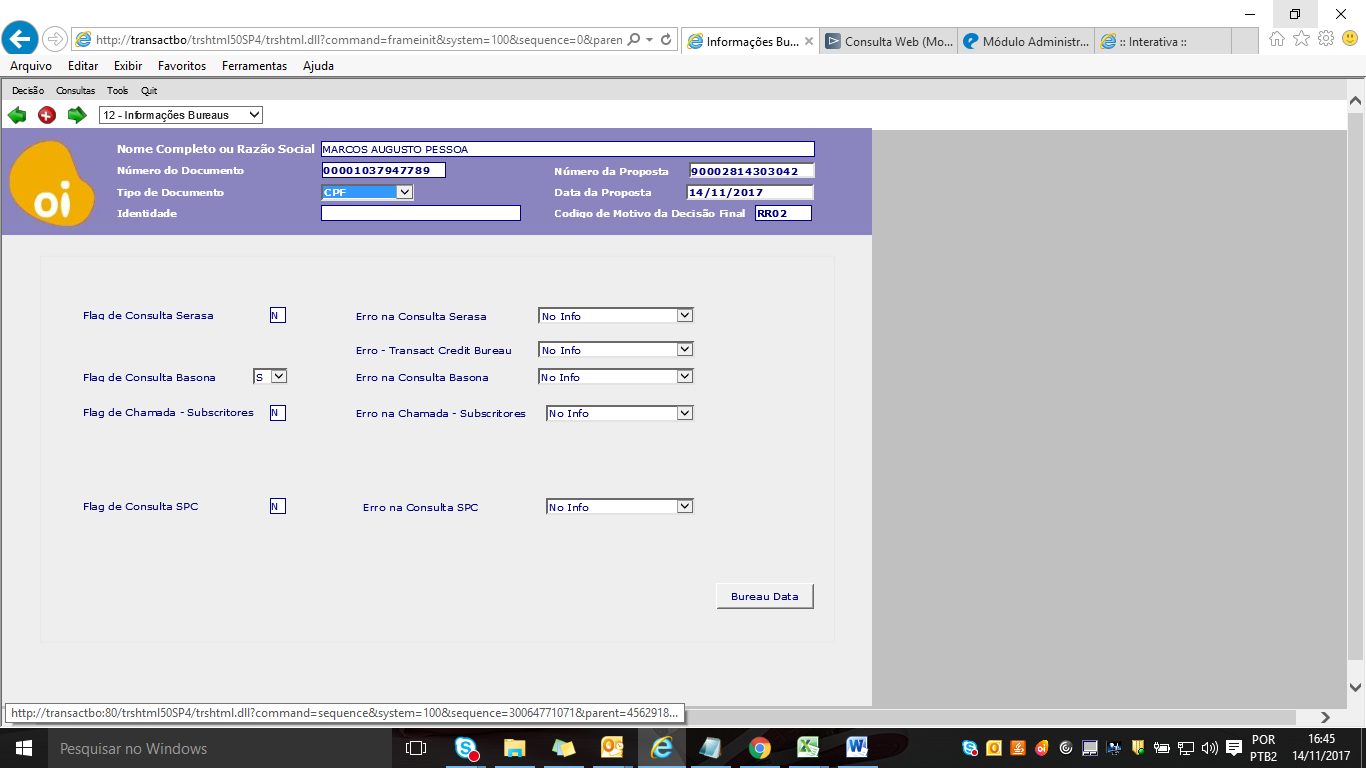 http://transactbo/trshtml50SP4/trshtml.dll?command=frameinit&system=100&sequence=0&paren
Informações Bu...
Consulta Web (Mo...
Módulo Administr...
:: Interativa ::
Arquivo Editar Exibir Favoritos Ferramentas Ajuda
Decisão Consultas Tools Quit
12 - Informações Bureaus
oi
Nome Completo ou Razão Social MARCOS AUGUSTO PESSOA
Número do Documento 00001037947789 Número da Proposta 90002814303042
Tipo de Documento CPF Data da Proposta 14/11/2017
Identidade Codigo de Motivo da Decisão Final RR02
Flag de Consulta Serasa N Erro na Consulta Serasa No Info
Erro - Transact Credit Bureau No Info
Flag de Consulta Basona S Erro na Consulta Basona No Info
Flag de Chamada - Subscritores N Erro na Chamada - Subscritores No Info
Flag de Consulta SPC N Erro na Consulta SPC No Info
Bureau Data
http://transactbo:80/trshtml50SP4/trshtml.dll?command=sequence&system=100&sequence=30064771071&parent=4562918...
Pesquisar no Windows
POR
PTB2
16:45
14/11/2017